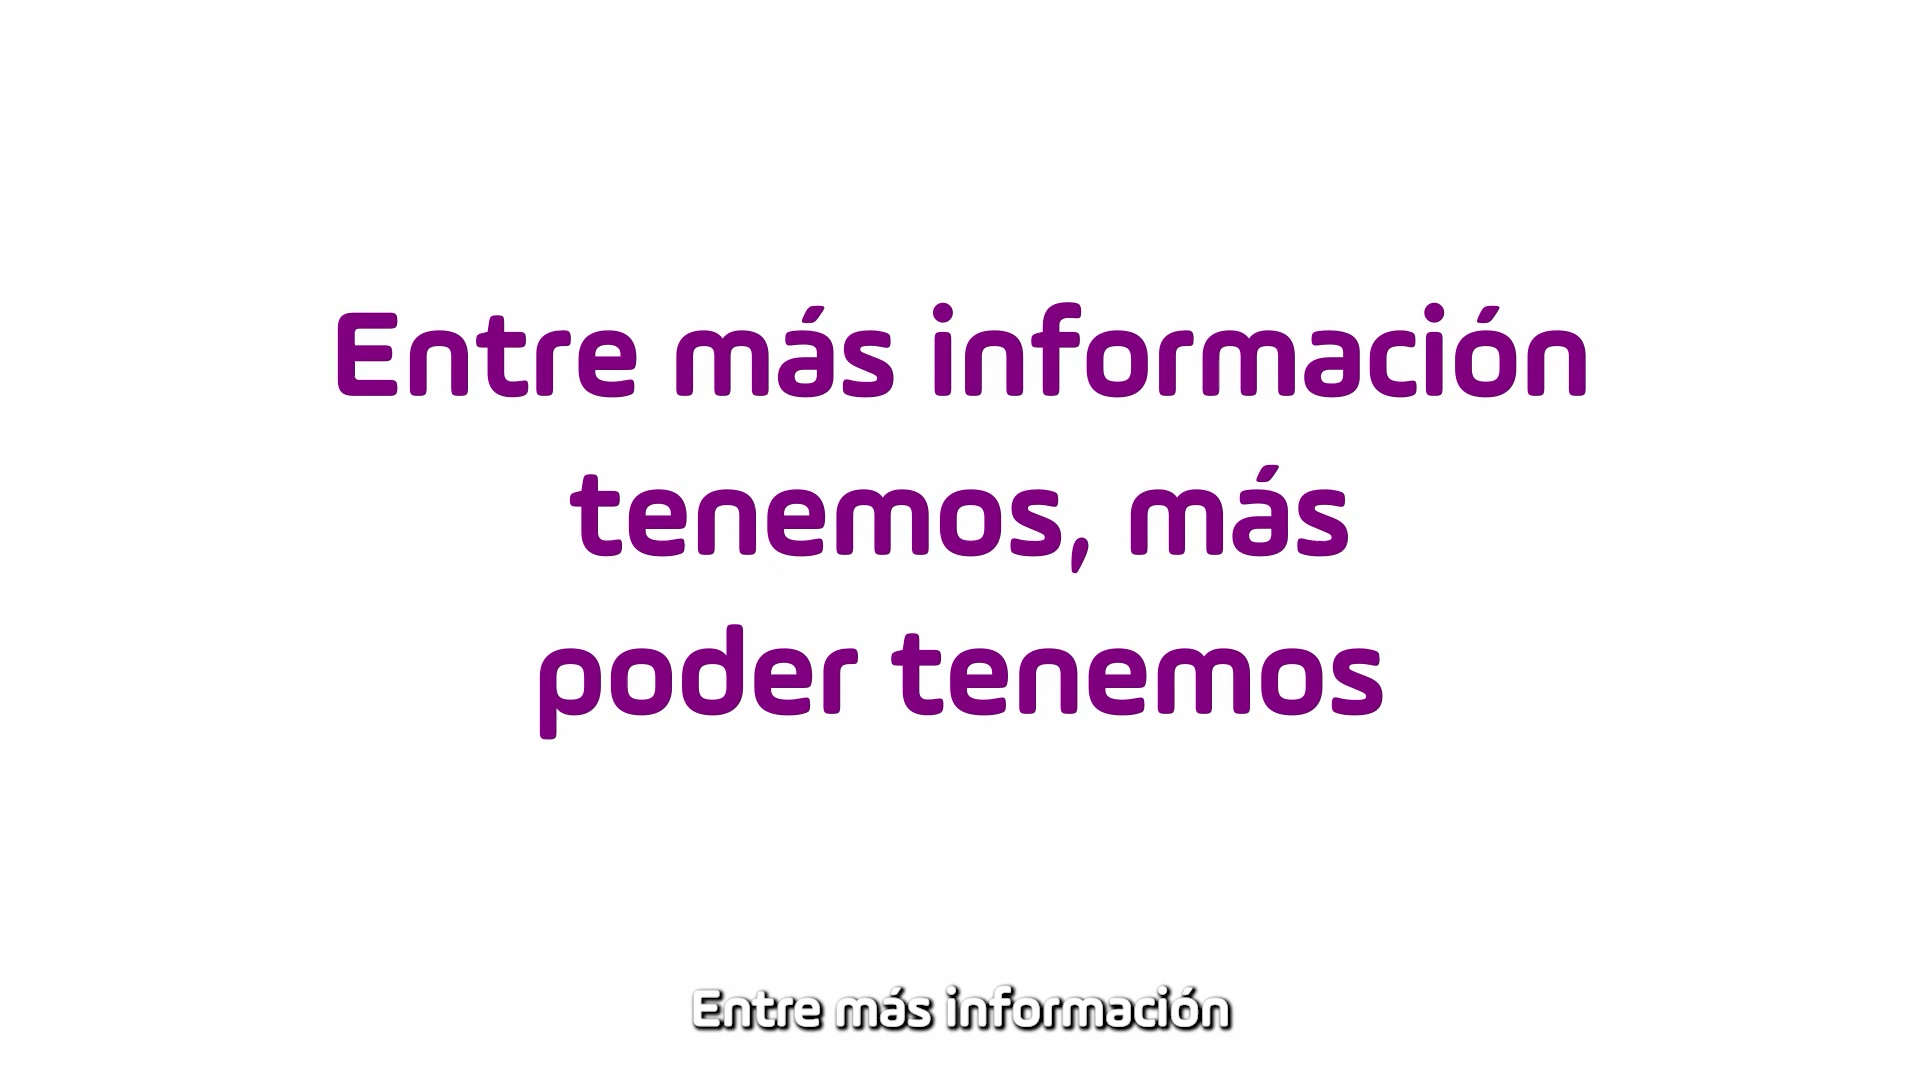 Entre más información
tenemos, más
poder tenemos
Entre más información